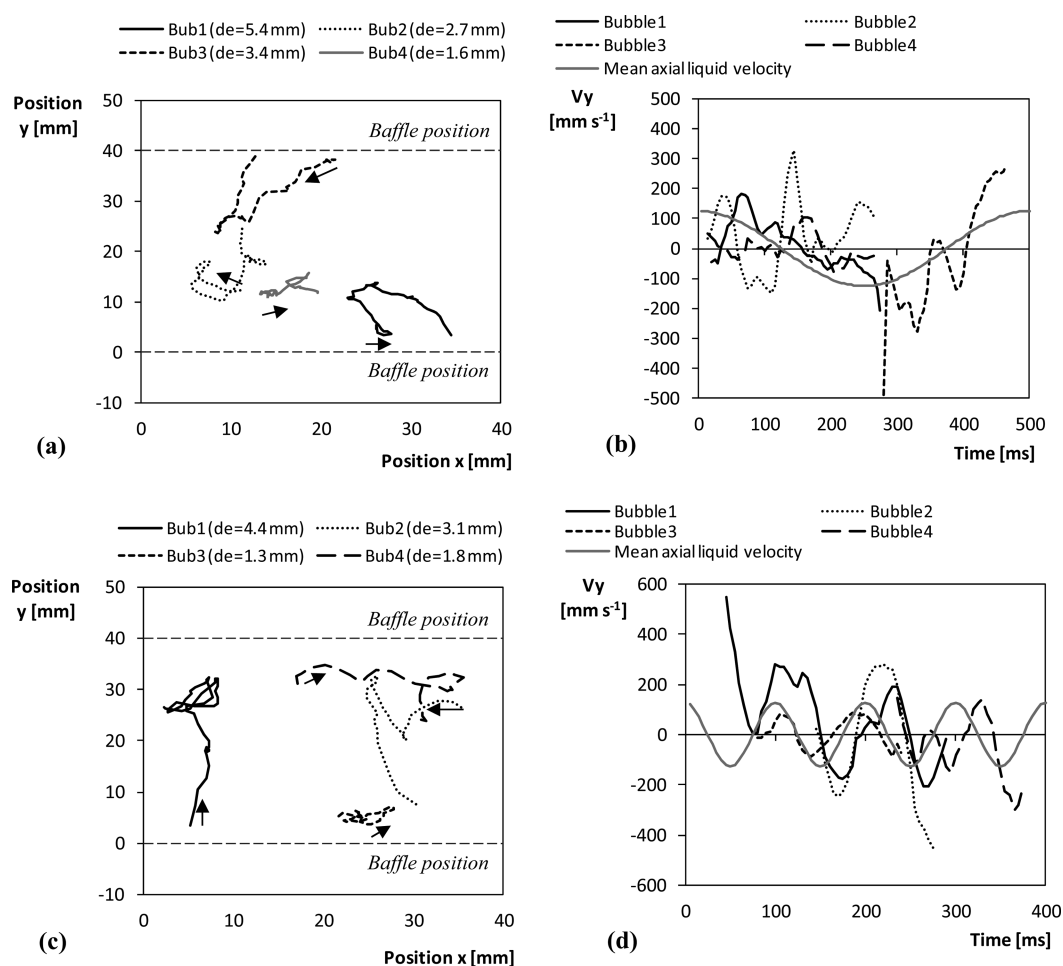 Bub1 (de=5.4 mm) Bub2 (de=2.7 mm)
Bub3 (de=3.4 mm) Bub4 (de=1.6 mm)
Position
y [mm]
50
40
30
20
10
0
-10
Baffle position
Baffle position
0 10 20 30 40
Position x [mm]
(a)
Bubble1 Bubble2
Bubble3 Bubble4
Mean axial liquid velocity
Vy
[mm s⁻¹]
500
400
300
200
100
0
-100
-200
-300
-400
-500
0 100 200 300 400 500
Time [ms]
(b)
Bub1 (de=4.4 mm) Bub2 (de=3.1 mm)
Bub3 (de=1.3 mm) Bub4 (de=1.8 mm)
Position
y [mm]
50
40
30
20
10
0
-10
Baffle position
Baffle position
0 10 20 30 40
Position x [mm]
(c)
Bubble1 Bubble2
Bubble3 Bubble4
Mean axial liquid velocity
Vy
[mm s⁻¹]
600
400
200
0
-200
-400
-600
0 100 200 300 400
Time [ms]
(d)